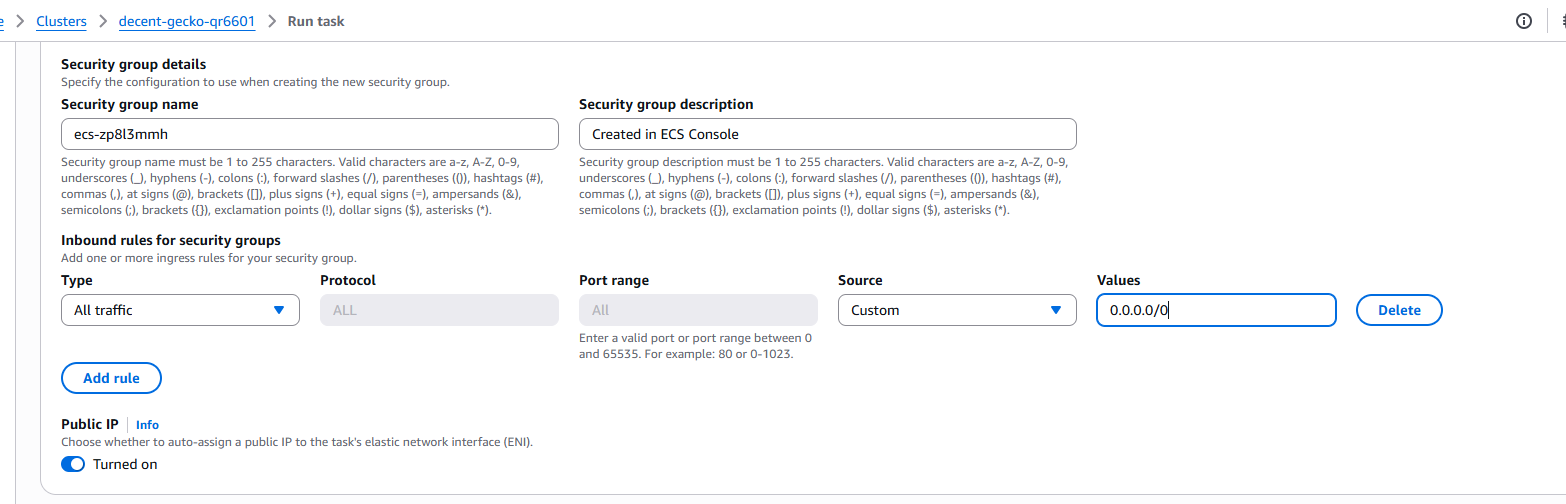 Clusters
decent-gecko-qr6601
Run task
Security group details
Specify the configuration to use when creating the new security group.
Security group name
Security group description
ecs-zp8l3mmh
Created in ECS Console
Security group name must be 1 to 255 characters. Valid characters are a-z, A-Z, 0-9,
underscores (_), hyphens (-), colons (:), forward slashes (/), parentheses (()), hashtags (#),
commas (,), at signs (@), brackets ([]), plus signs (+), equal signs (=), ampersands (&),
semicolons (;), brackets ({}), exclamation points (!), dollar signs ($), asterisks (*).
Security group description must be 1 to 255 characters. Valid characters are a-z, A-Z, 0-9,
underscores (_), hyphens (-), colons (:), forward slashes (/), parentheses (()), hashtags (#),
commas (,), at signs (@), brackets ([]), plus signs (+), equal signs (=), ampersands (&),
semicolons (;), brackets ({}), exclamation points (!), dollar signs ($), asterisks (*).
Inbound rules for security groups
Add one or more ingress rules for your security group.
Type
Protocol
Port range
Source
Values
All traffic
ALL
All
Custom
0.0.0.0/0
Delete
Enter a valid port or port range between 0
and 65535. For example: 80 or 0-1023.
Add rule
Public IP
Info
Choose whether to auto-assign a public IP to the task's elastic network interface (ENI).
Turned on